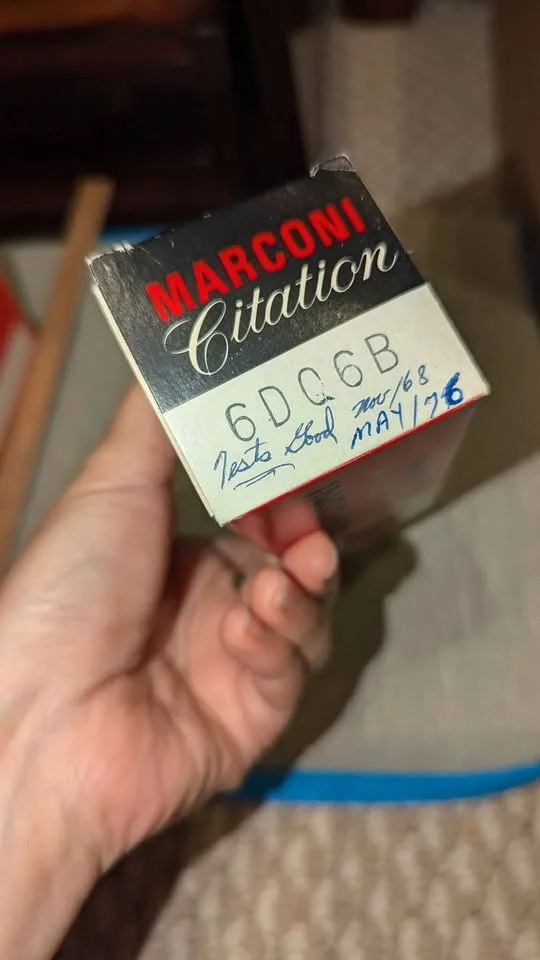 MARCONI
Citation
6DQ6B
Tests Good Nov/68
MAY/76